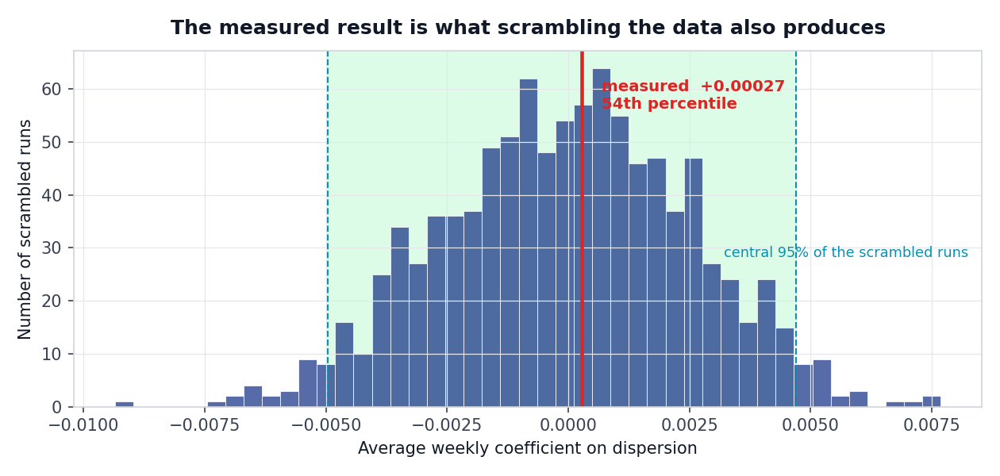 The measured result is what scrambling the data also produces
Number of scrambled runs
60
50
40
30
20
10
0
measured  +0.00027
54th percentile
central 95% of the scrambled runs
−0.0100
−0.0075
−0.0050
−0.0025
0.0000
0.0025
0.0050
0.0075
Average weekly coefficient on dispersion